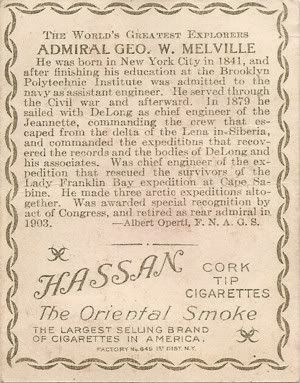 THE WORLD'S GREATEST EXPLORERS
ADMIRAL GEO. W. MELVILLE
He was born in New York City in 1841, and
after finishing his education at the Brooklyn
Polytechnic Institute was admitted to the
navy as assistant engineer. He served through
the Civil war and afterward. In 1879 he
sailed with DeLong as chief engineer of the
Jeannette, commanding the crew that es-
caped from the delta of the Lena in Siberia,
and commanded the expeditions that recov-
ered the records and the bodies of DeLong and
his associates. Was chief engineer of the ex-
pedition that rescued the survivors of the
Lady Franklin Bay expedition at Cape Sa-
bine. He made three arctic expeditions alto-
gether. Was awarded special recognition by
act of Congress, and retired as rear admiral in
1903. —Albert Operti, F. N. A. G. S.
HASSAN
CORK
TIP
CIGARETTES
The Oriental Smoke
THE LARGEST SELLING BRAND
OF CIGARETTES IN AMERICA.
FACTORY No. 649 1ST DIST. N.Y.